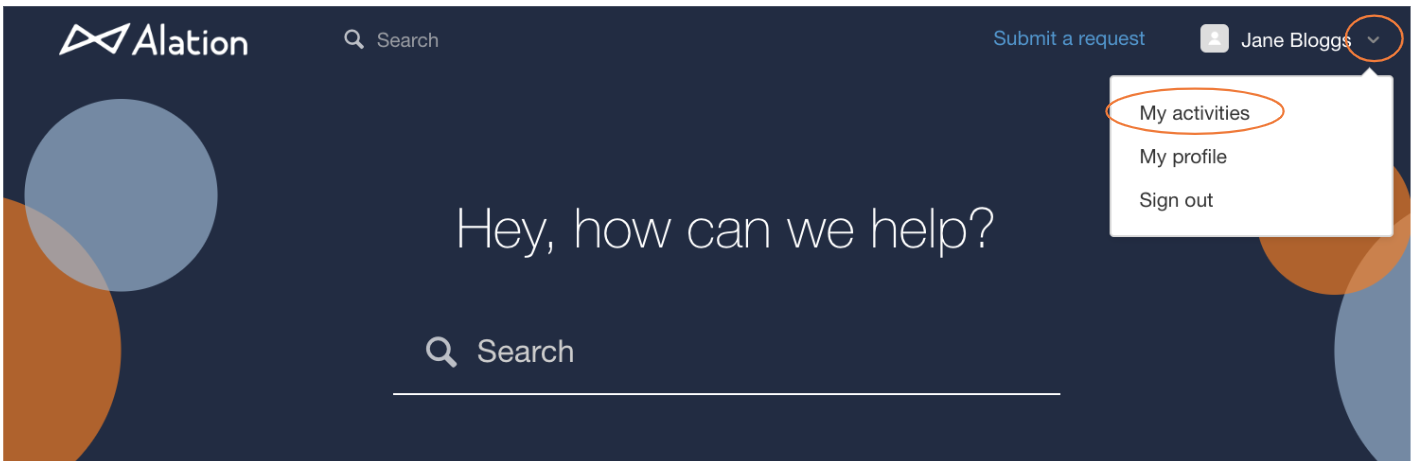 Alation
Search
Submit a request
Jane Bloggs
My activities
My profile
Sign out
Hey, how can we help?
Search